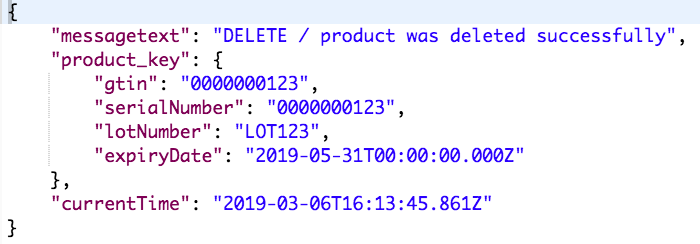 {
"messagetext": "DELETE / product was deleted successfully",
"product_key": {
"gtin": "0000000123",
"serialNumber": "0000000123",
"lotNumber": "LOT123",
"expiryDate": "2019-05-31T00:00:00.000Z"
},
"currentTime": "2019-03-06T16:13:45.861Z"
}